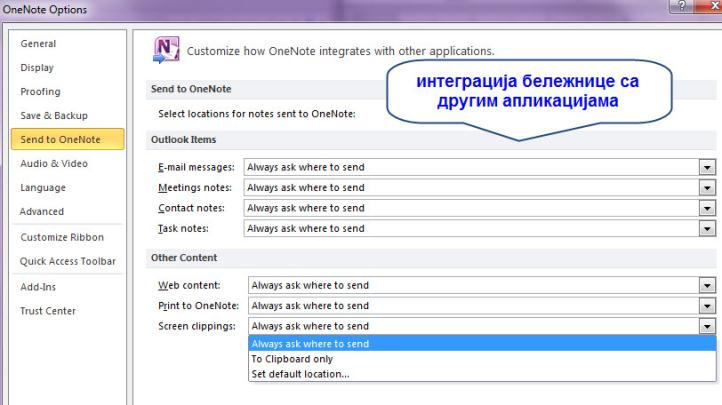 OneNote Options
General
Display
Proofing
Save & Backup
Send to OneNote
Audio & Video
Language
Advanced
Customize Ribbon
Quick Access Toolbar
Add-Ins
Trust Center
Customize how OneNote integrates with other applications.
интеграција бележнице са
другим апликацијама
Send to OneNote
Select locations for notes sent to OneNote:
Outlook Items
E-mail messages: Always ask where to send
Meetings notes: Always ask where to send
Contact notes: Always ask where to send
Task notes: Always ask where to send
Other Content
Web content: Always ask where to send
Print to OneNote: Always ask where to send
Screen clippings: Always ask where to send
Always ask where to send
To Clipboard only
Set default location...